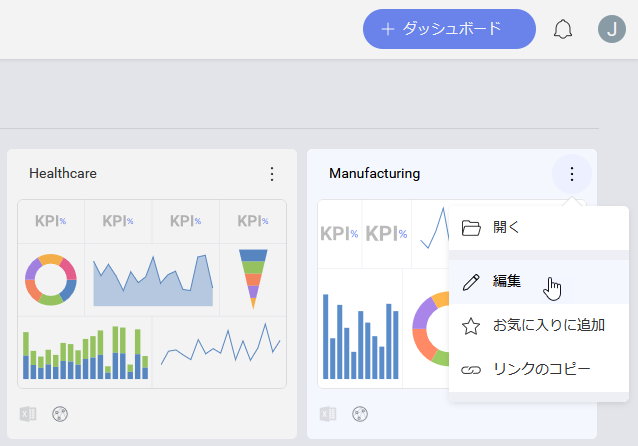 + ダッシュボード
J
Healthcare
Manufacturing
KPI% KPI% KPI% KPI%
KPI% KPI%
開く
編集
お気に入りに追加
リンクのコピー